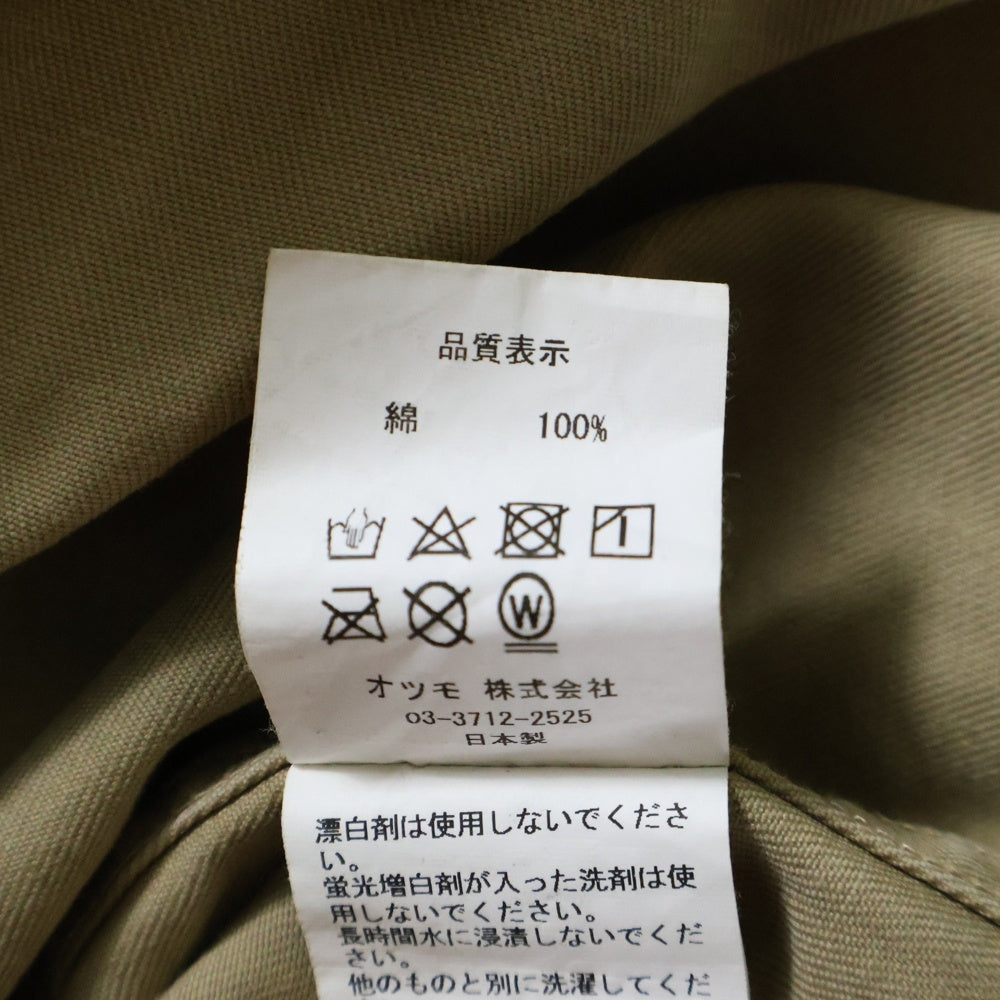 品質表示
綿 100%
W
オツモ 株式会社
03-3712-2525
日本製
漂白剤は使用しないでくださ
い。
蛍光増白剤が入った洗剤は使
用しないでください。
長時間水に浸漬しないでくだ
さい。
他のものと別に洗濯してくだ